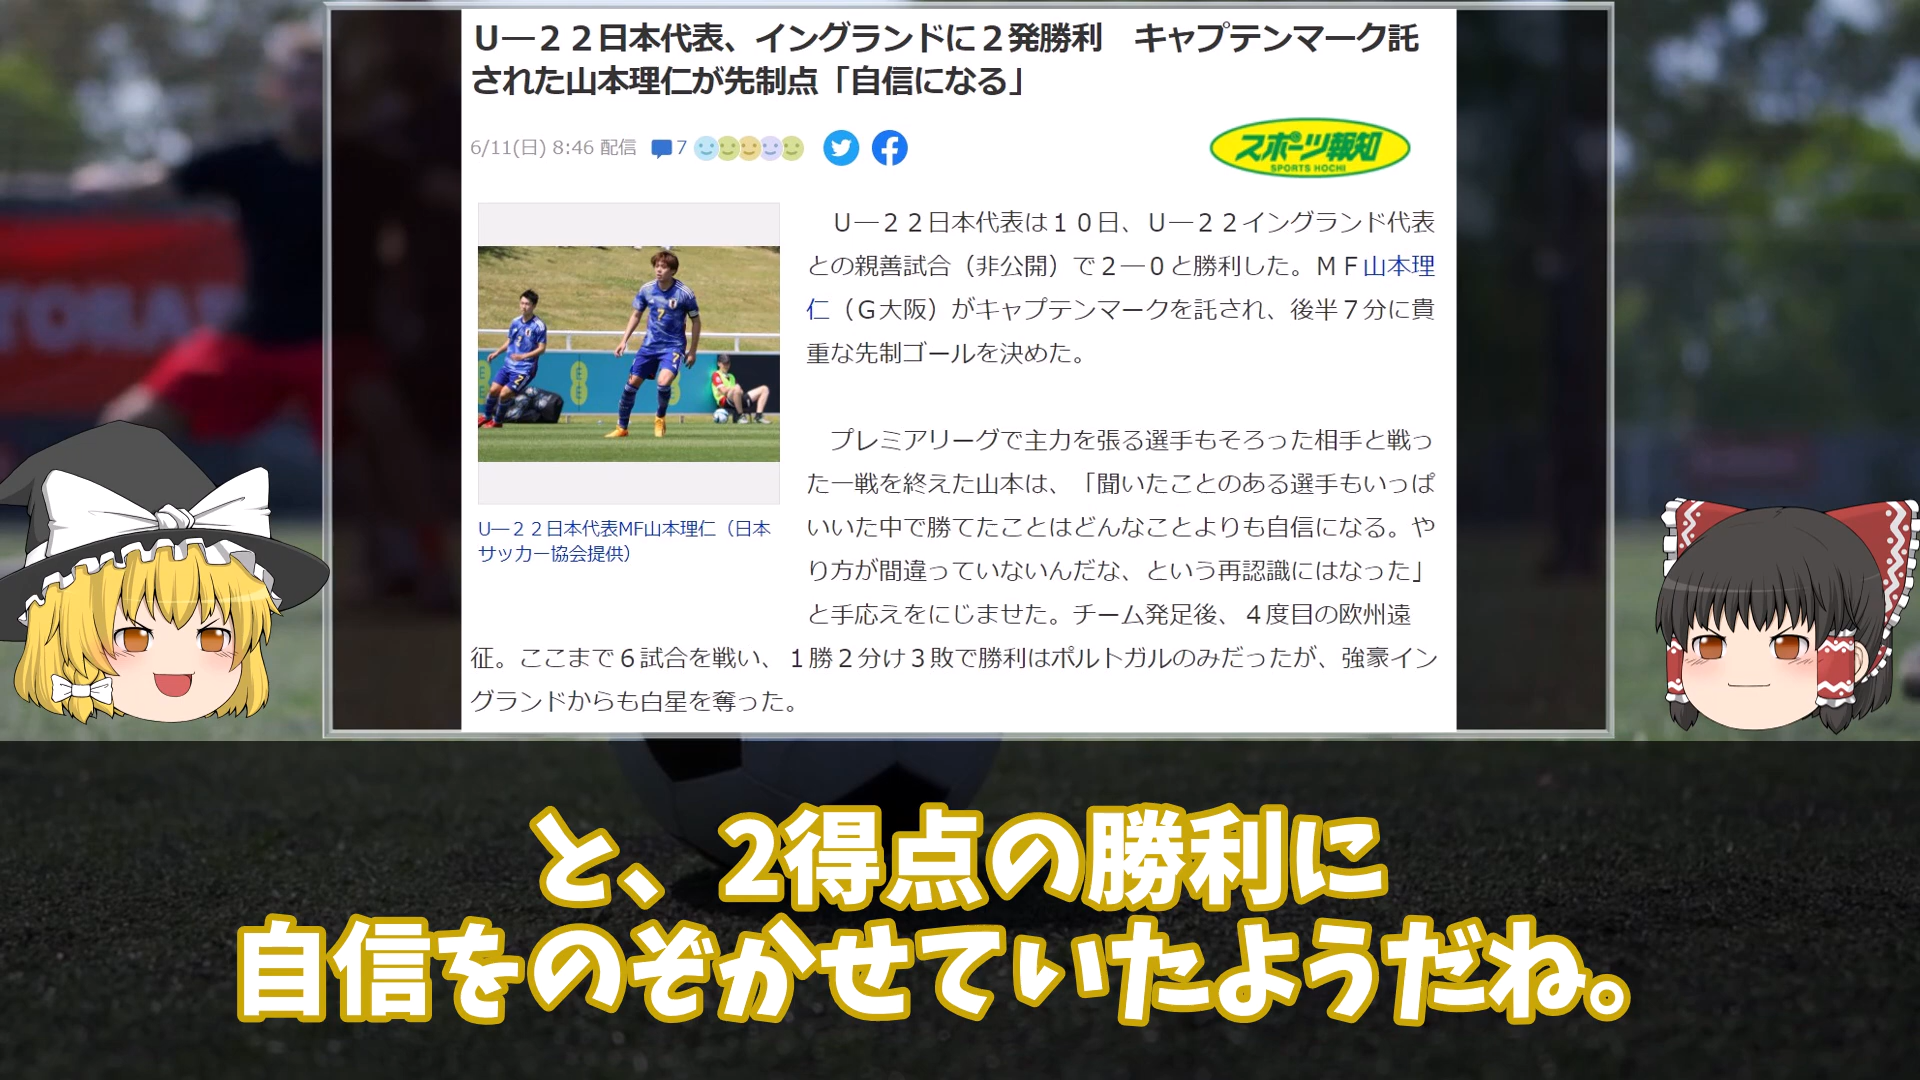 U―２２日本代表、イングランドに２発勝利　キャプテンマーク託
された山本理仁が先制点「自信になる」
6/11(日) 8:46 配信 7
スポーツ報知
SPORTS HOCHI
U―２２日本代表は１０日、U―２２イングランド代表
との親善試合（非公開）で２―０と勝利した。ＭＦ山本理
仁（Ｇ大阪）がキャプテンマークを託され、後半７分に貴
重な先制ゴールを決めた。
プレミアリーグで主力を張る選手もそろった相手と戦っ
た一戦を終えた山本は、「聞いたことのある選手もいっぱ
いいた中で勝てたことはどんなことよりも自信になる。や
り方が間違っていないんだな、という再認識にはなった」
と手応えをにじませた。チーム発足後、４度目の欧州遠
征。ここまで６試合を戦い、１勝２分け３敗で勝利はポルトガルのみだったが、強豪イン
グランドからも白星を奪った。
U―２２日本代表MF山本理仁（日本
サッカー協会提供）
と、2得点の勝利に
自信をのぞかせていたようだね。